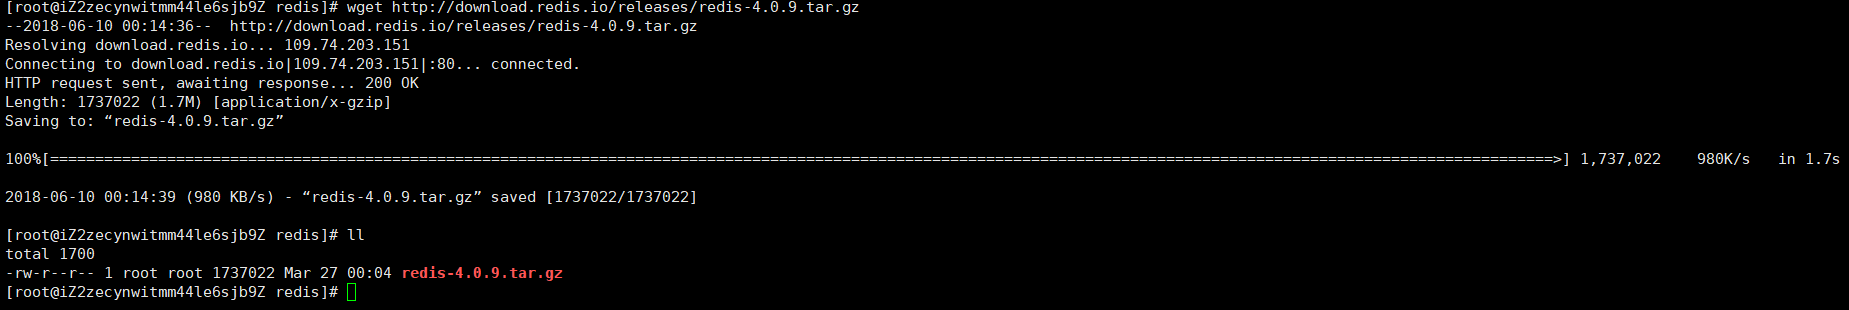 [root@iZ2zecynwitmm44le6sjb9Z redis]# wget http://download.redis.io/releases/redis-4.0.9.tar.gz
--2018-06-10 00:14:36--  http://download.redis.io/releases/redis-4.0.9.tar.gz
Resolving download.redis.io... 109.74.203.151
Connecting to download.redis.io|109.74.203.151|:80... connected.
HTTP request sent, awaiting response... 200 OK
Length: 1737022 (1.7M) [application/x-gzip]
Saving to: “redis-4.0.9.tar.gz”
100%[======================================================================================================================================================================>] 1,737,022    980K/s   in 1.7s
2018-06-10 00:14:39 (980 KB/s) - “redis-4.0.9.tar.gz” saved [1737022/1737022]
[root@iZ2zecynwitmm44le6sjb9Z redis]# ll
total 1700
-rw-r--r-- 1 root root 1737022 Mar 27 00:04 redis-4.0.9.tar.gz
[root@iZ2zecynwitmm44le6sjb9Z redis]#